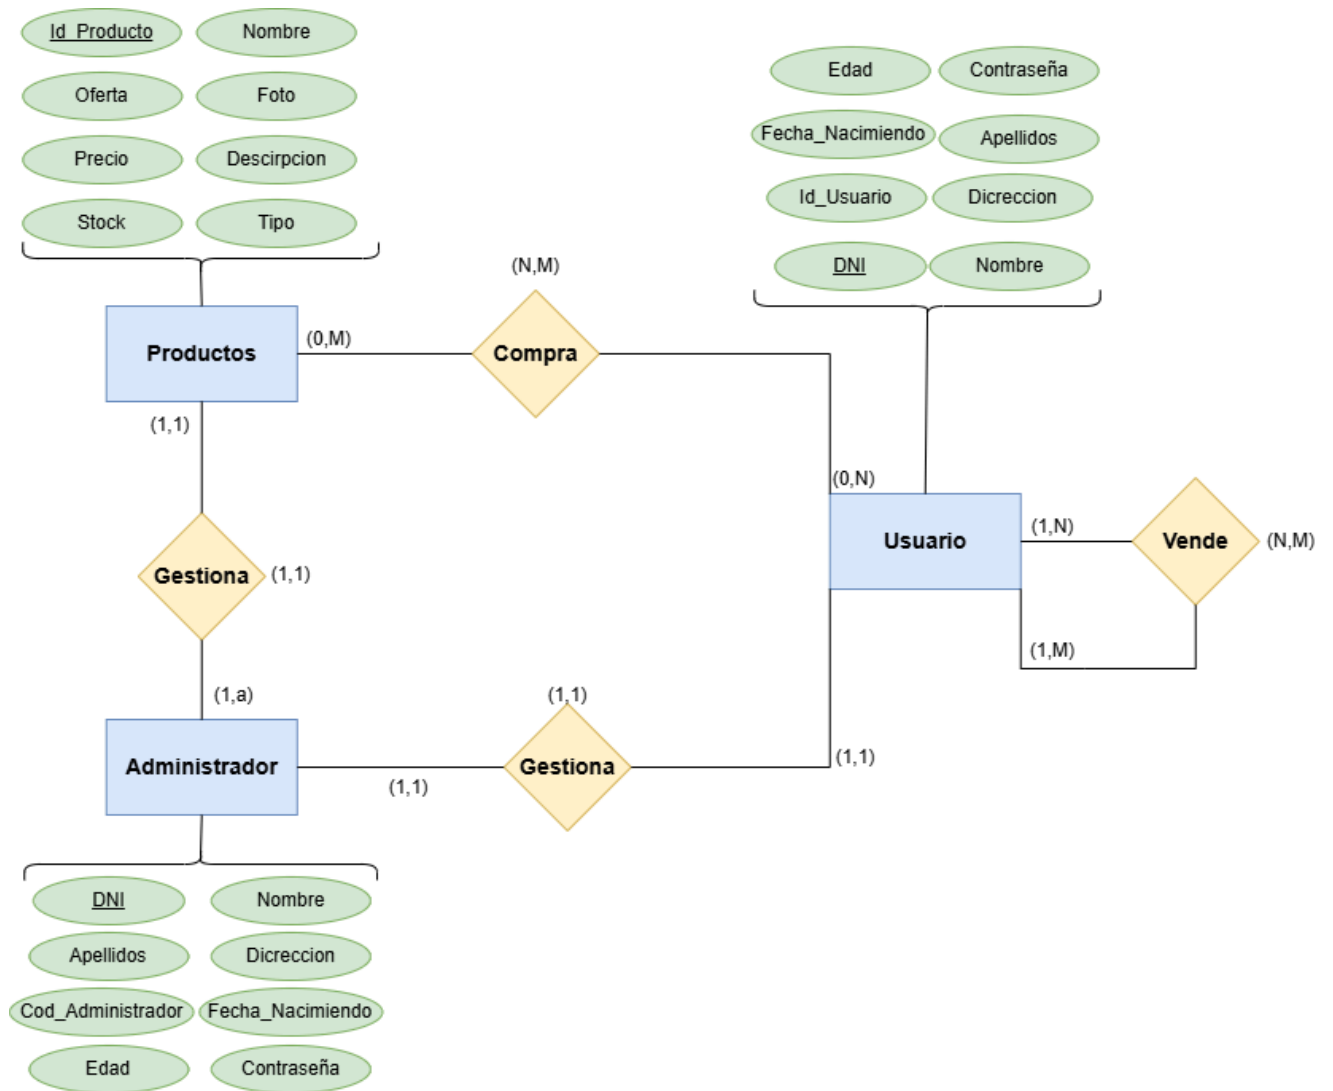 Id_Producto
Nombre
Oferta
Foto
Precio
Descirpcion
Stock
Tipo
Edad
Contraseña
Fecha_Nacimiendo
Apellidos
Id_Usuario
Dicreccion
DNI
Nombre
(N,M)
Productos
(0,M)
Compra
(1,1)
(0,N)
Usuario
(1,N)
Vende
(N,M)
Gestiona
(1,1)
(1,M)
(1,a)
(1,1)
Administrador
(1,1)
Gestiona
(1,1)
DNI
Nombre
Apellidos
Dicreccion
Cod_Administrador
Fecha_Nacimiendo
Edad
Contraseña